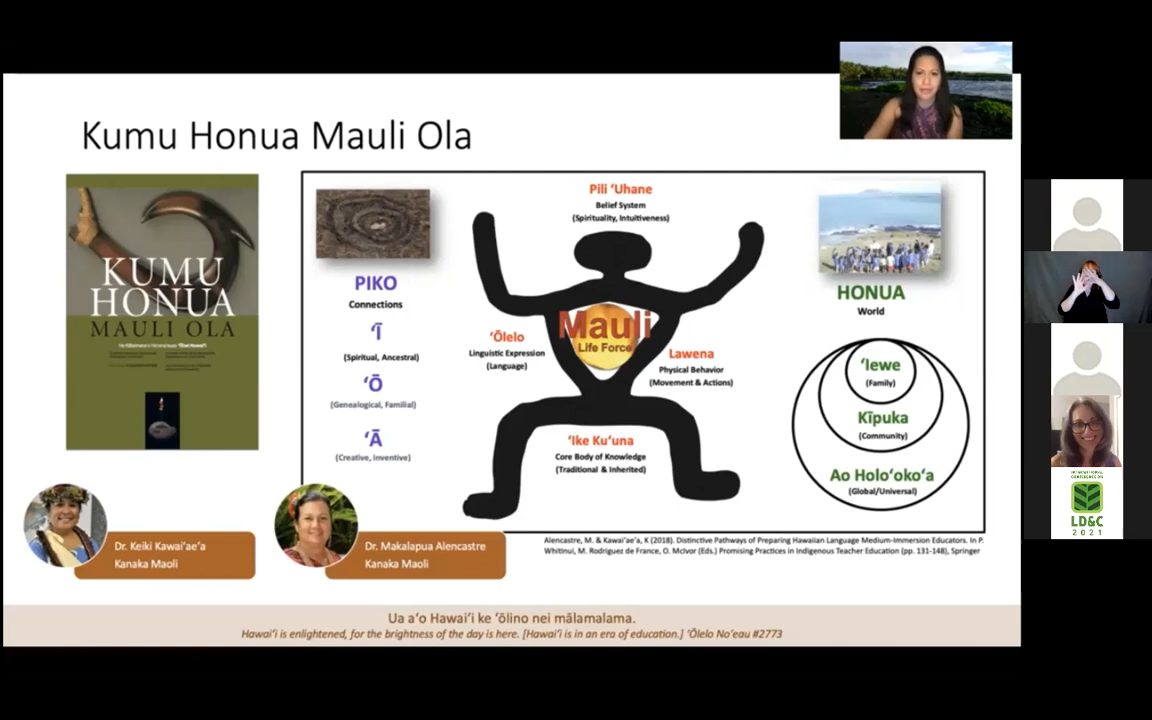 Kumu Honua Mauli Ola
KUMU
HONUA
MAULI OLA
PIKO
Connections
ʻĪ
(Spiritual, Ancestral)
ʻŌ
(Genealogical, Familial)
ʻĀ
(Creative, Inventive)
Pili ʻUhane
Belief System
(Spirituality, Intuitiveness)
ʻŌlelo
Linguistic Expression
(Language)
Mauli
Life Force
Lawena
Physical Behavior
(Movement & Actions)
ʻIke Kuʻuna
Core Body of Knowledge
(Traditional & Inherited)
HONUA
World
ʻIewe
(Family)
Kīpuka
(Community)
Ao Holoʻokoʻa
(Global/Universal)
Dr. Keiki Kawaiʻaeʻa
Kanaka Maoli
Dr. Makalapua Alencastre
Kanaka Maoli
Alencastre, M. & Kawaiʻaeʻa, K (2018). Distinctive Pathways of Preparing Hawaiian Language Medium-Immersion Educators. In P.
Whitinui, M. Rodriguez de France, O. McIvor (Eds.) Promising Practices in Indigenous Teacher Education (pp. 131-148), Springer
Ua aʻo Hawaiʻi ke ʻōlino nei mālamalama.
Hawaiʻi is enlightened, for the brightness of the day is here. [Hawaiʻi is in an era of education.] ʻŌlelo Noʻeau #2773
INTERNATIONAL
CONFERENCE ON
LD&C
2021